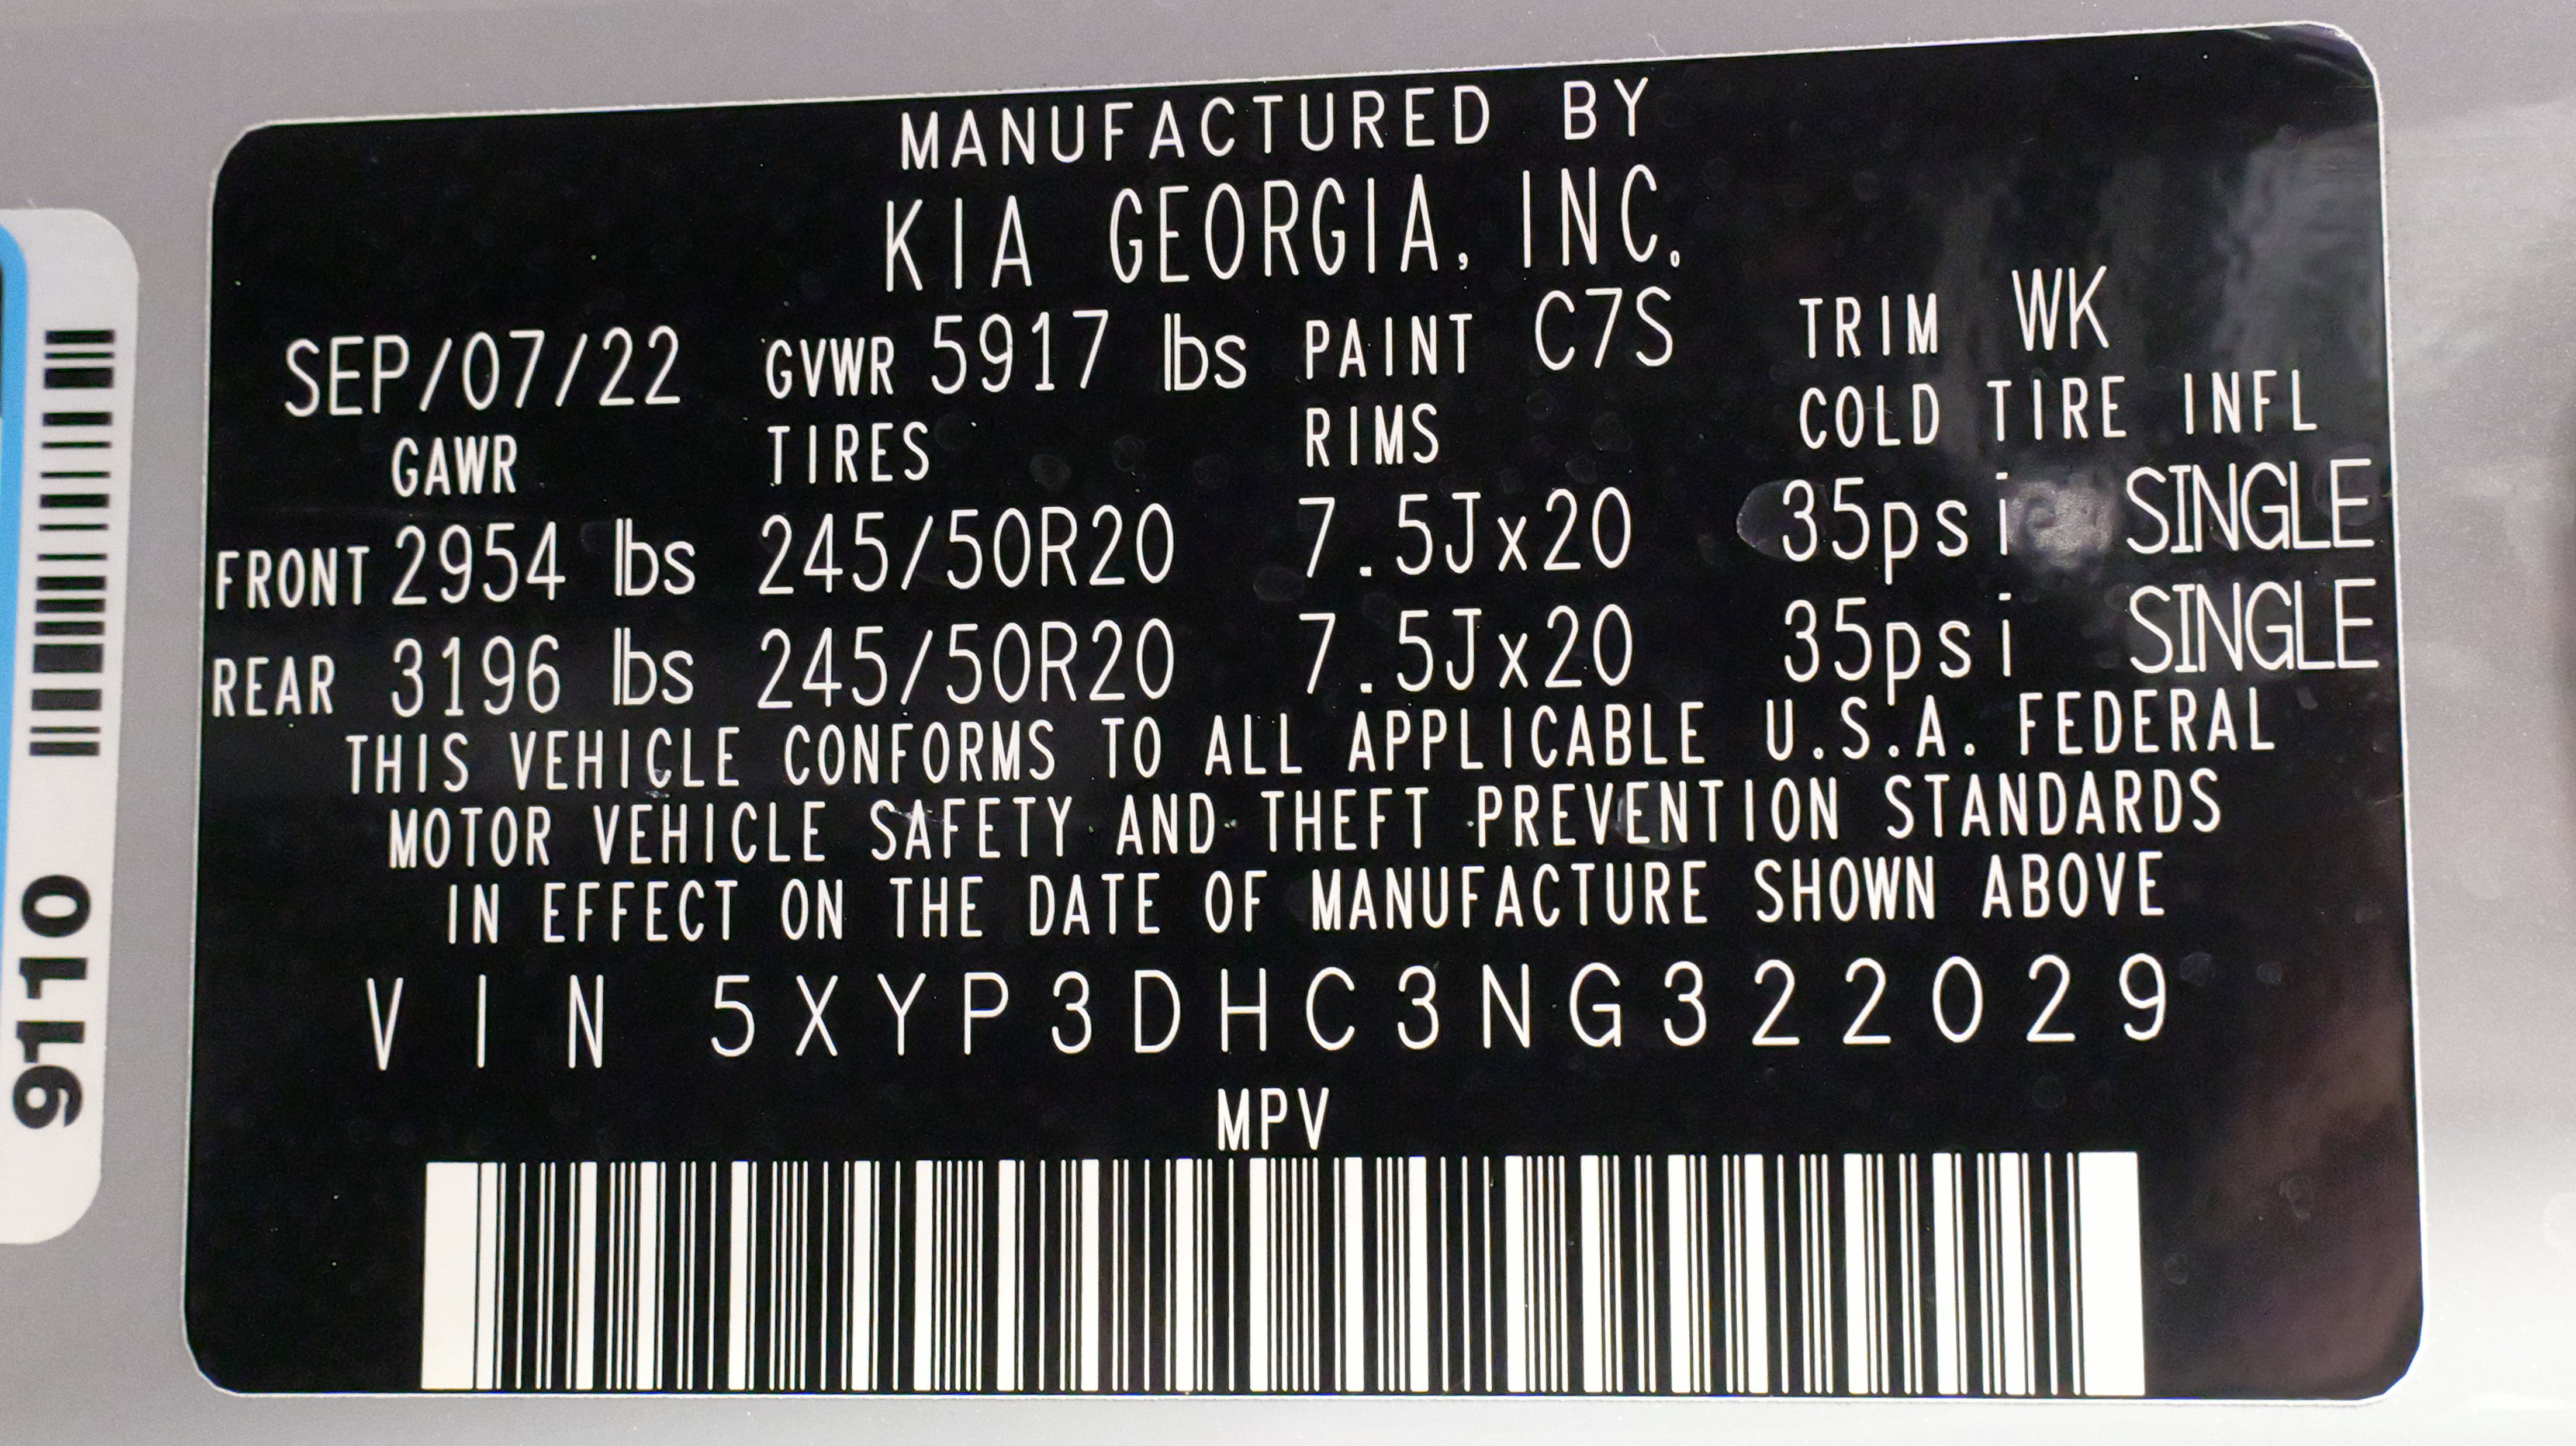 MANUFACTURED BY
KIA GEORGIA, INC.
SEP/07/22 GVWR 5917 lbs PAINT C7S TRIM WK
GAWR TIRES RIMS COLD TIRE INFL
FRONT 2954 lbs 245/50R20 7.5Jx20 35psi SINGLE
REAR 3196 lbs 245/50R20 7.5Jx20 35psi SINGLE
THIS VEHICLE CONFORMS TO ALL APPLICABLE U.S.A. FEDERAL
MOTOR VEHICLE SAFETY AND THEFT PREVENTION STANDARDS
IN EFFECT ON THE DATE OF MANUFACTURE SHOWN ABOVE
VIN 5XYP3DHC3NG322029
MPV
9110